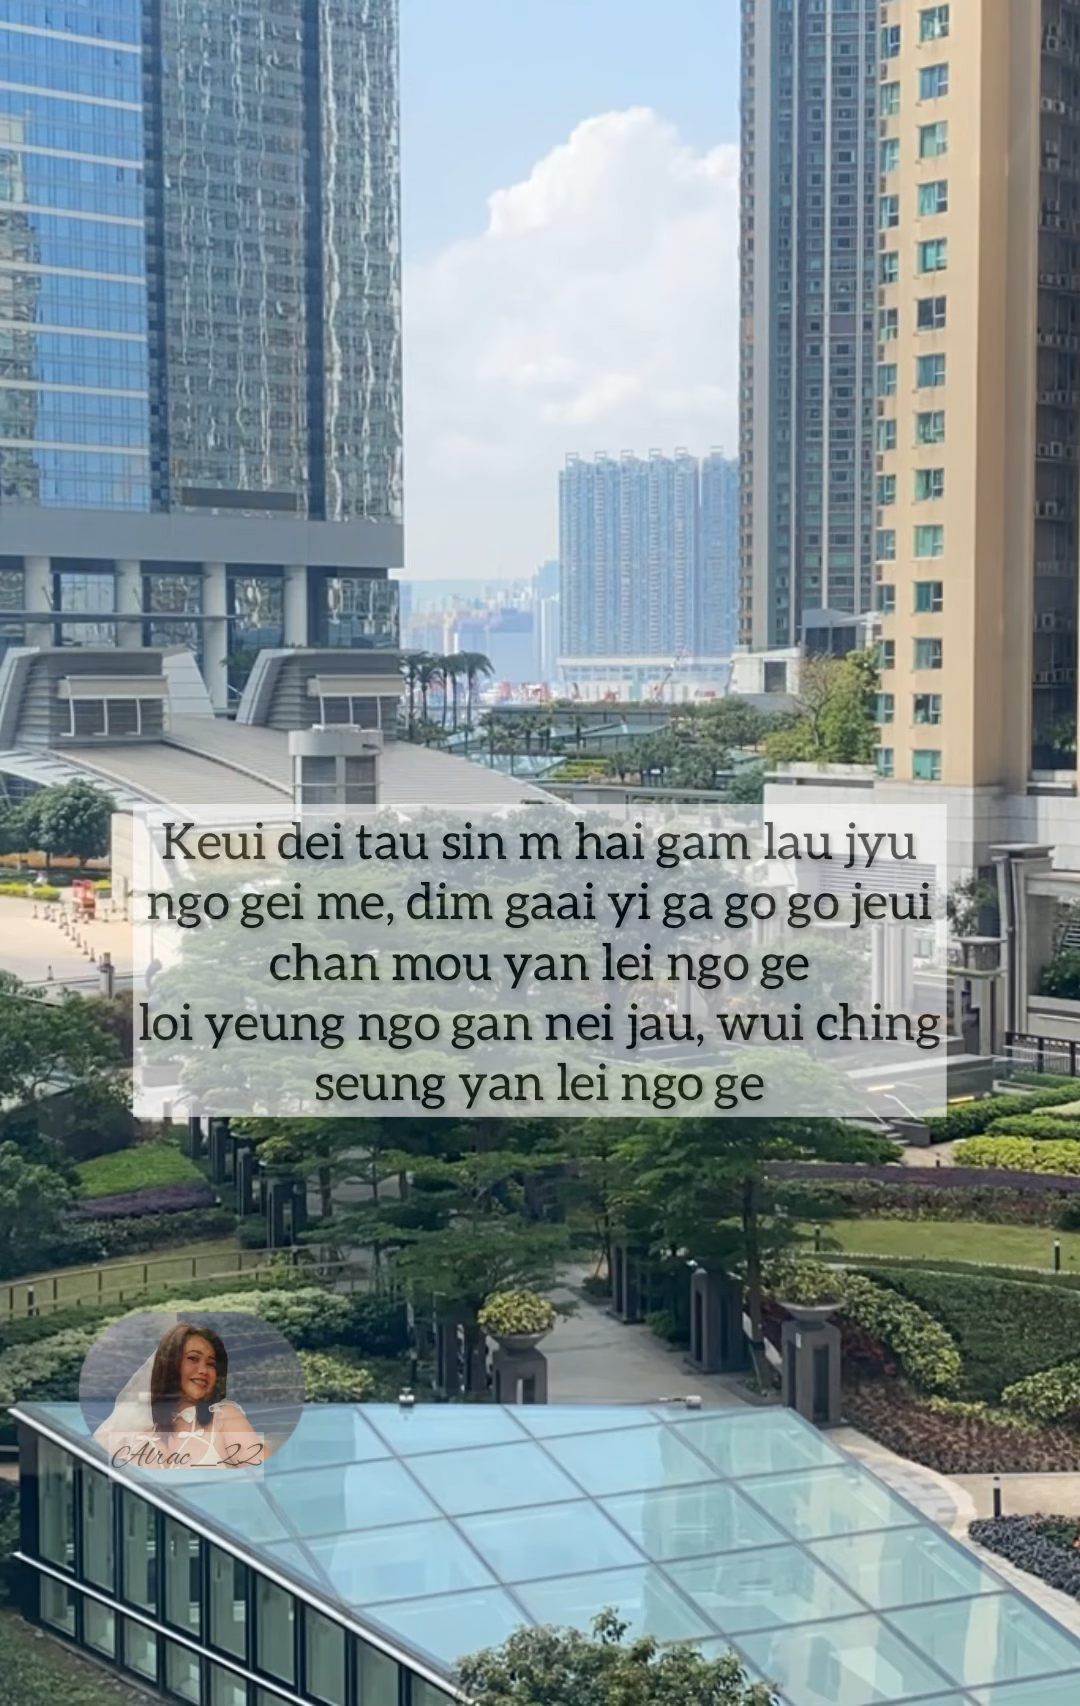 Keui dei tau sin m hai gam lau jyu
ngo gei me, dim gaai yi ga go go jeui
chan mou yan lei ngo ge
loi yeung ngo gan nei jau, wui ching
seung yan lei ngo ge
Alrac_22